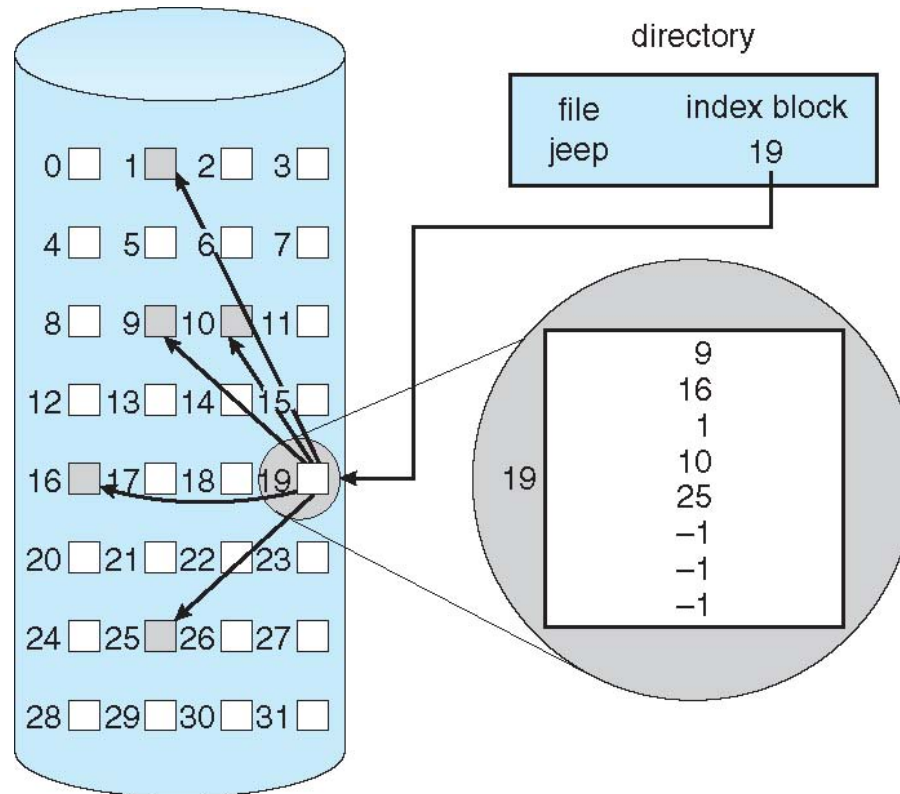 directory
file index block
jeep 19
0 1 2 3
4 5 6 7
8 9 10 11
12 13 14 15
16 17 18 19
20 21 22 23
24 25 26 27
28 29 30 31
19
9
16
1
10
25
–1
–1
–1